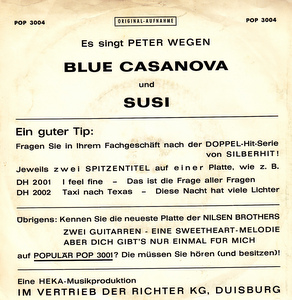 POP 3004 ORIGINAL-AUFNAHME POP 3004
Es singt PETER WEGEN
BLUE CASANOVA
und
SUSI
Ein guter Tip:
Fragen Sie in Ihrem Fachgeschäft nach der DOPPEL-Hit-Serie
von SILBERHIT!
Jeweils zwei SPITZENTITEL auf einer Platte, wie z. B.
DH 2001 I feel fine – Das ist die Frage aller Fragen
DH 2002 Taxi nach Texas – Diese Nacht hat viele Lichter
Übrigens: Kennen Sie die neueste Platte der NILSEN BROTHERS
ZWEI GUITARREN - EINE SWEETHEART-MELODIE
ABER DICH GIBT'S NUR EINMAL FÜR MICH
auf POPULÄR POP 300!? Die müssen Sie hören (und besitzen)!
Eine HEKA-Musikproduktion
IM VERTRIEB DER RICHTER KG, DUISBURG